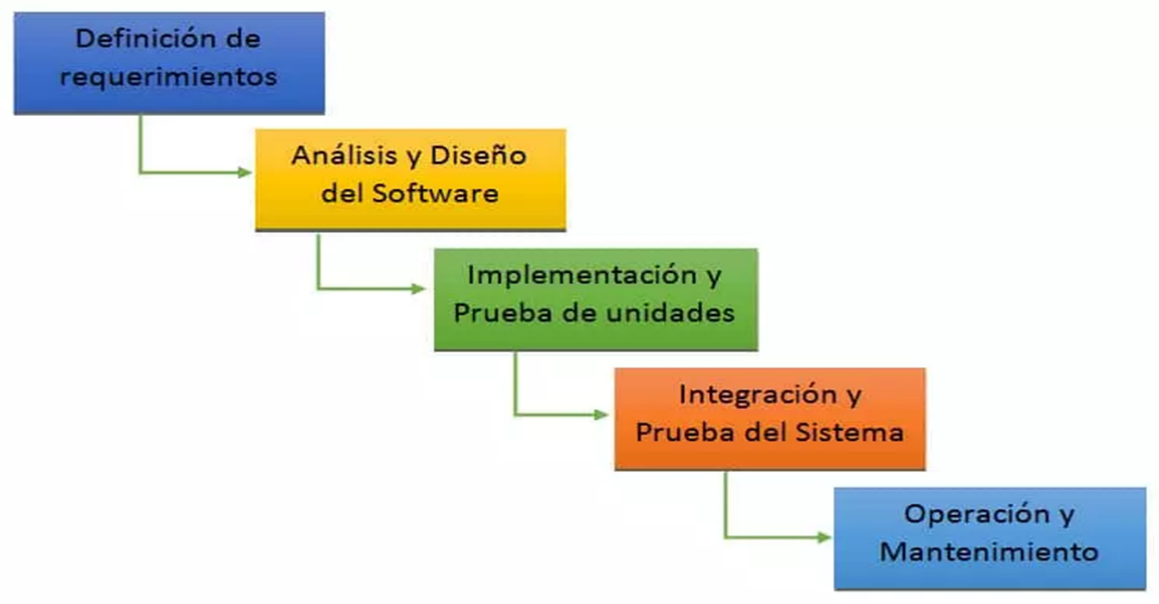 Definición de
requerimientos
Análisis y Diseño
del Software
Implementación y
Prueba de unidades
Integración y
Prueba del Sistema
Operación y
Mantenimiento